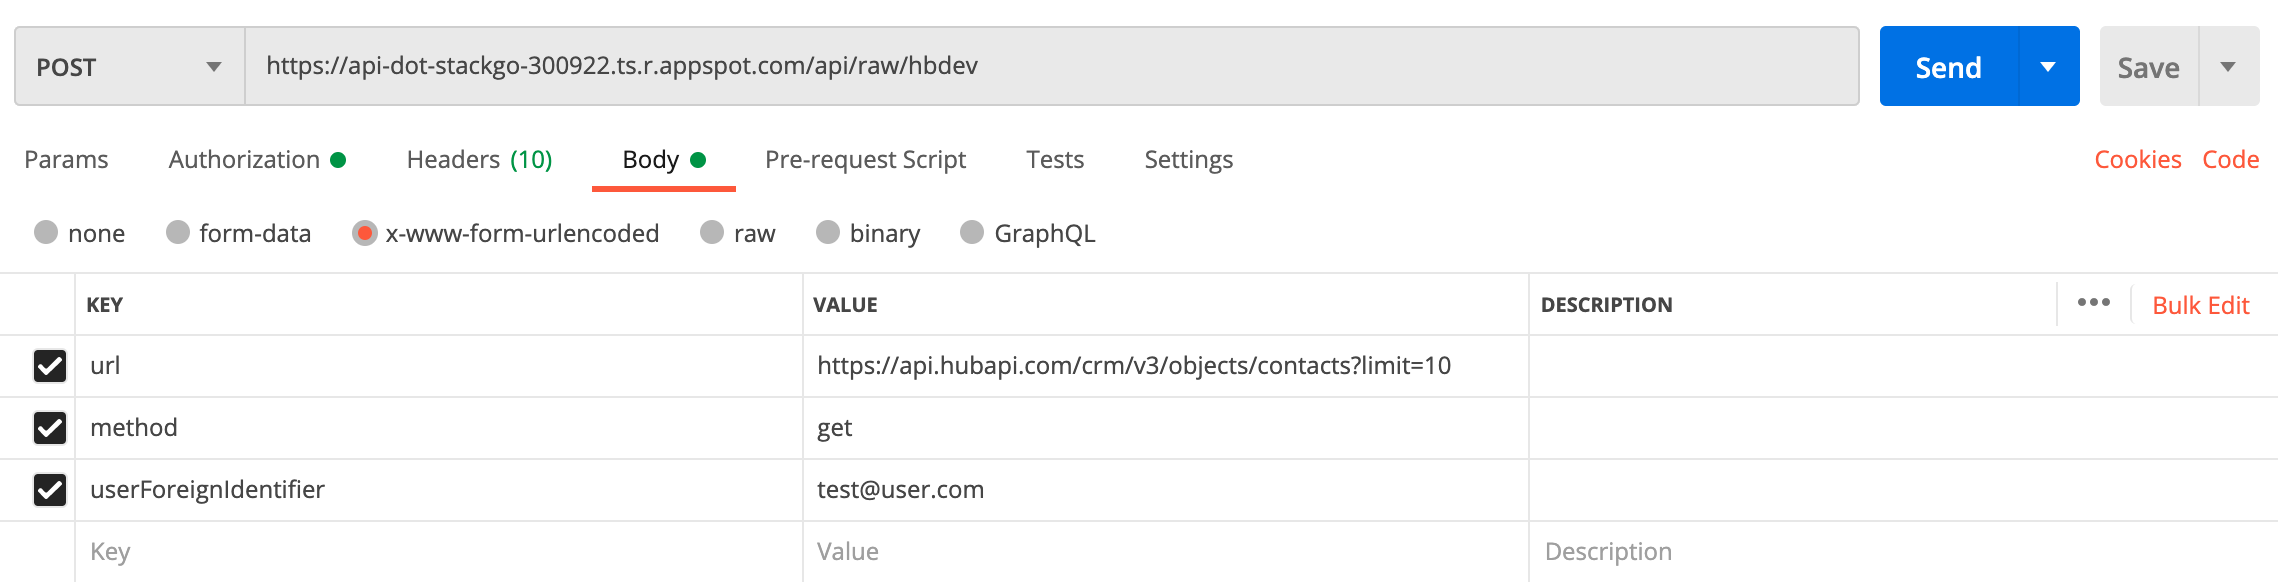 POST https://api-dot-stackgo-300922.ts.r.appspot.com/api/raw/hbdev Send Save
Params Authorization Headers (10) Body Pre-request Script Tests Settings Cookies Code
none form-data x-www-form-urlencoded raw binary GraphQL
KEY VALUE DESCRIPTION ••• Bulk Edit
url https://api.hubapi.com/crm/v3/objects/contacts?limit=10
method get
userForeignIdentifier test@user.com
Key Value Description